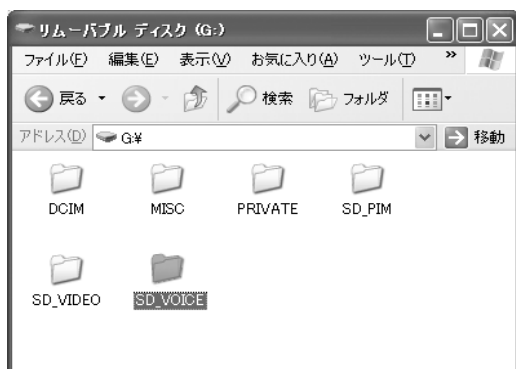 リムーバブル ディスク (G:)
ファイル(F) 編集(E) 表示(V) お気に入り(A) ツール(T) »
戻る 検索 フォルダ
アドレス(D) G:¥ 移動
DCIM MISC PRIVATE SD_PIM
SD_VIDEO SD_VOICE